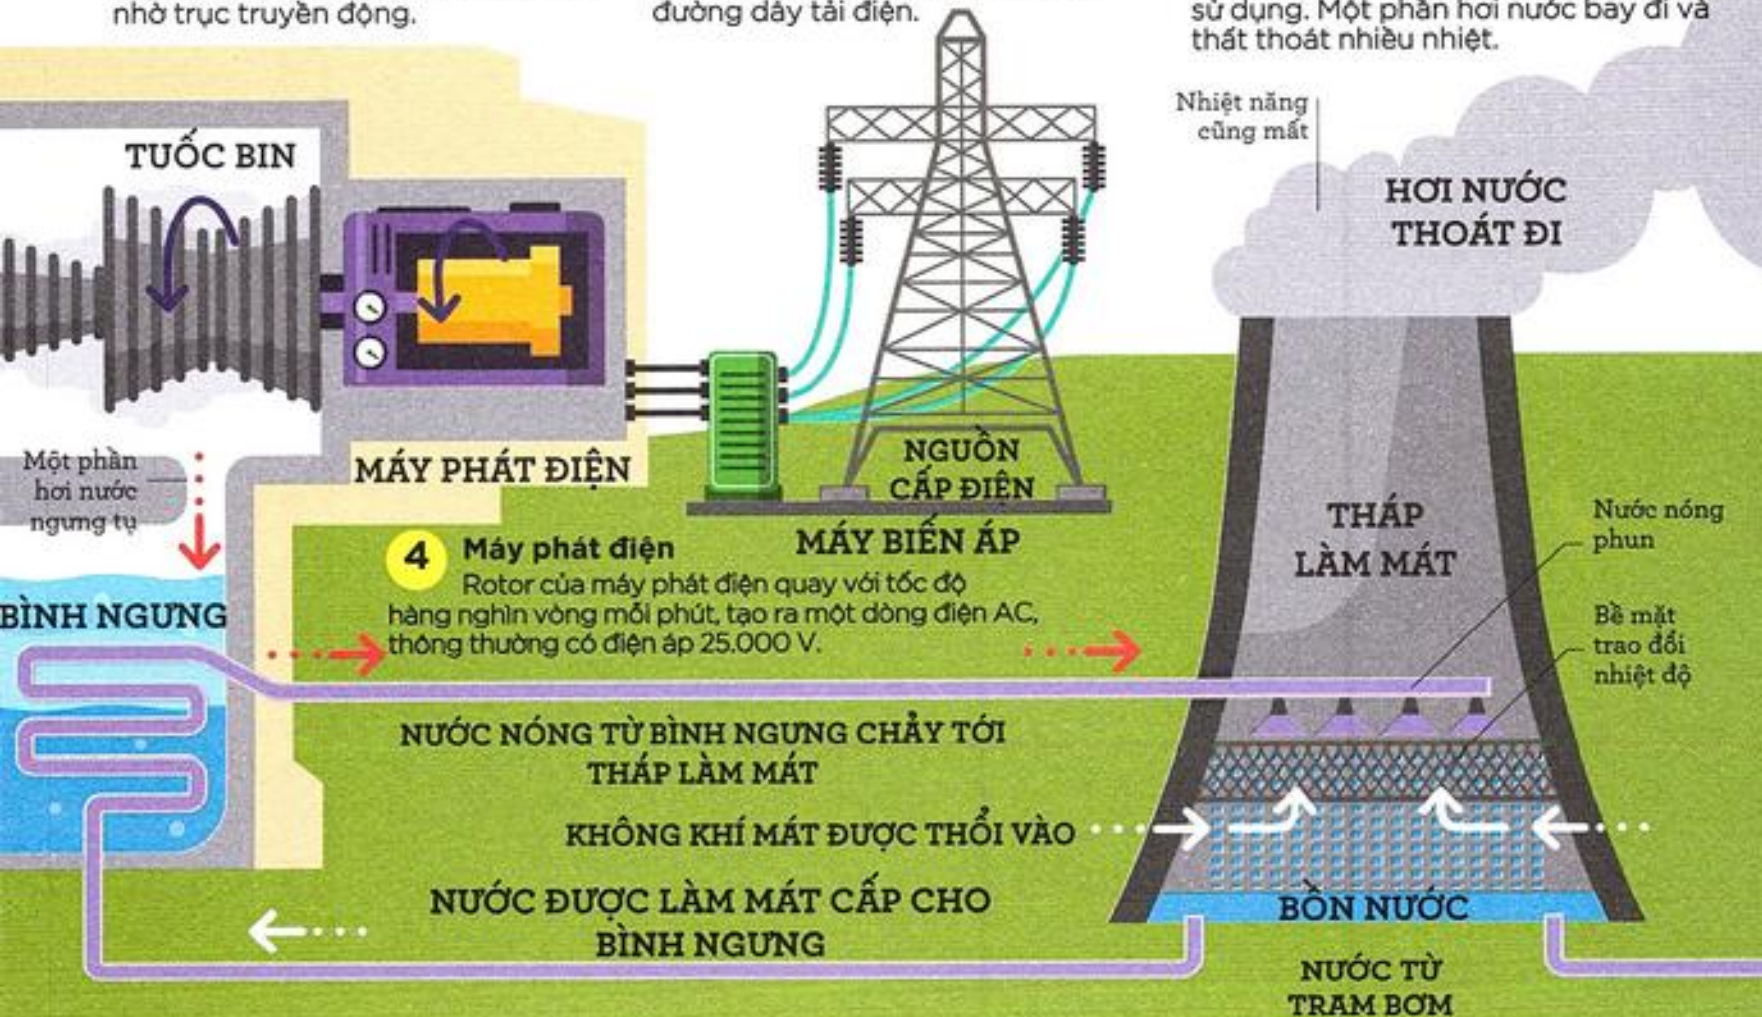 nhờ trục truyền động.
đường dây tải điện.
sử dụng. Một phần hơi nước bay đi và
thất thoát nhiều nhiệt.
Nhiệt năng
cũng mất
TUỐC BIN
HƠI NƯỚC
THOÁT ĐI
Một phần
hơi nước
ngưng tụ
MÁY PHÁT ĐIỆN
NGUỒN
CẤP ĐIỆN
MÁY BIẾN ÁP
THÁP
LÀM MÁT
Nước nóng
phun
Bề mặt
trao đổi
nhiệt độ
4 Máy phát điện
Rotor của máy phát điện quay với tốc độ
hàng nghìn vòng mỗi phút, tạo ra một dòng điện AC,
thông thường có điện áp 25.000 V.
BÌNH NGƯNG
NƯỚC NÓNG TỪ BÌNH NGƯNG CHẢY TỚI
THÁP LÀM MÁT
KHÔNG KHÍ MÁT ĐƯỢC THỔI VÀO
NƯỚC ĐƯỢC LÀM MÁT CẤP CHO
BÌNH NGƯNG
BỒN NƯỚC
NƯỚC TỪ
TRẠM BƠM